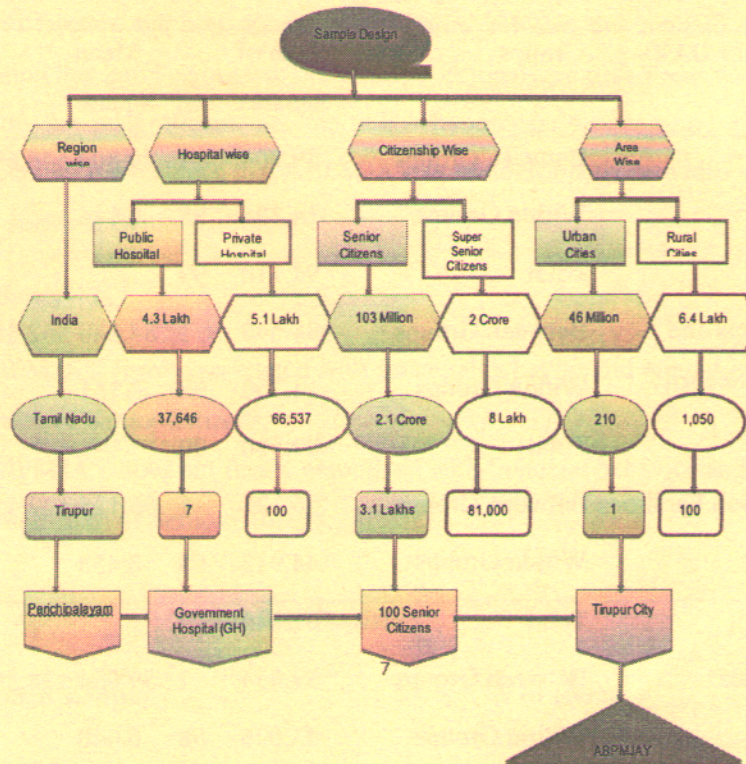 Sample Design
Region
wise
Hospital wise
Citizenship Wise
Area
Wise
Public
Hospital
Private
Hospital
Senior
Citizens
Super
Senior
Citizens
Urban
Cities
Rural
Cities
India
4.3 Lakh
5.1 Lakh
103 Million
2 Crore
46 Million
6.4 Lakh
Tamil Nadu
37,646
66,537
2.1 Crore
8 Lakh
210
1,050
Tirupur
7
100
3.1 Lakhs
81,000
1
100
Perichipalayam
Government
Hospital (GH)
100 Senior
Citizens
Tirupur City
7
ABPMJAY